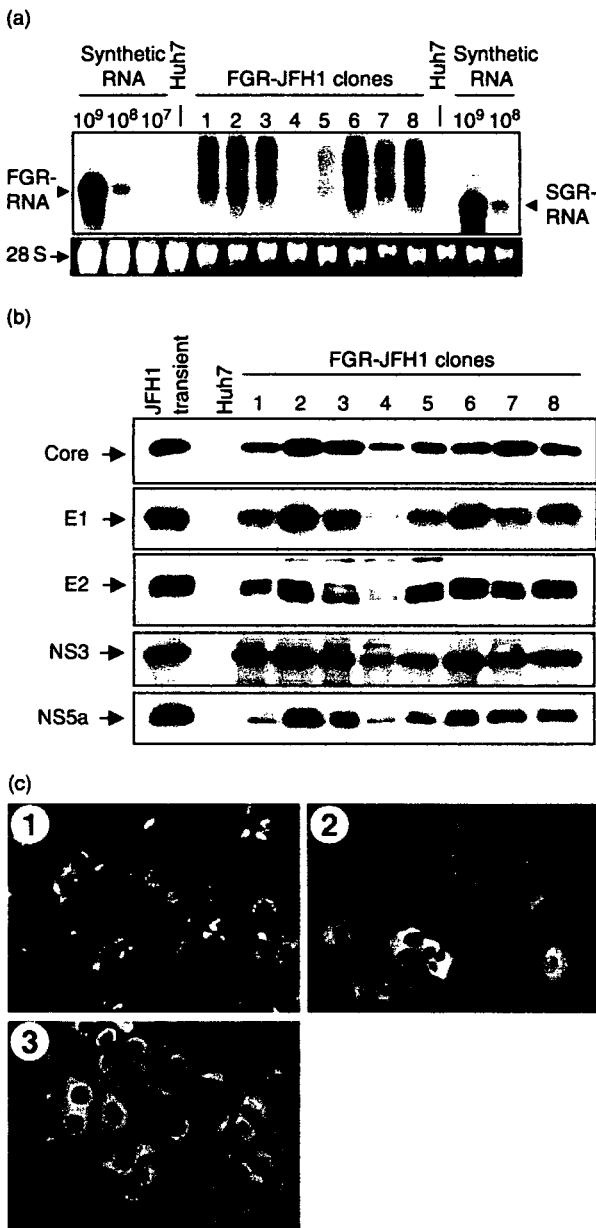 (a)
Synthetic RNA
Huh7
FGR-JFH1 clones
Huh7
Synthetic RNA
10⁹ 10⁸ 10⁷ 1 2 3 4 5 6 7 8 10⁹ 10⁸
FGR-RNA
SGR-RNA
28 S
(b)
JFH1 transient
Huh7
FGR-JFH1 clones
1 2 3 4 5 6 7 8
Core
E1
E2
NS3
NS5a
(c)
1
2
3